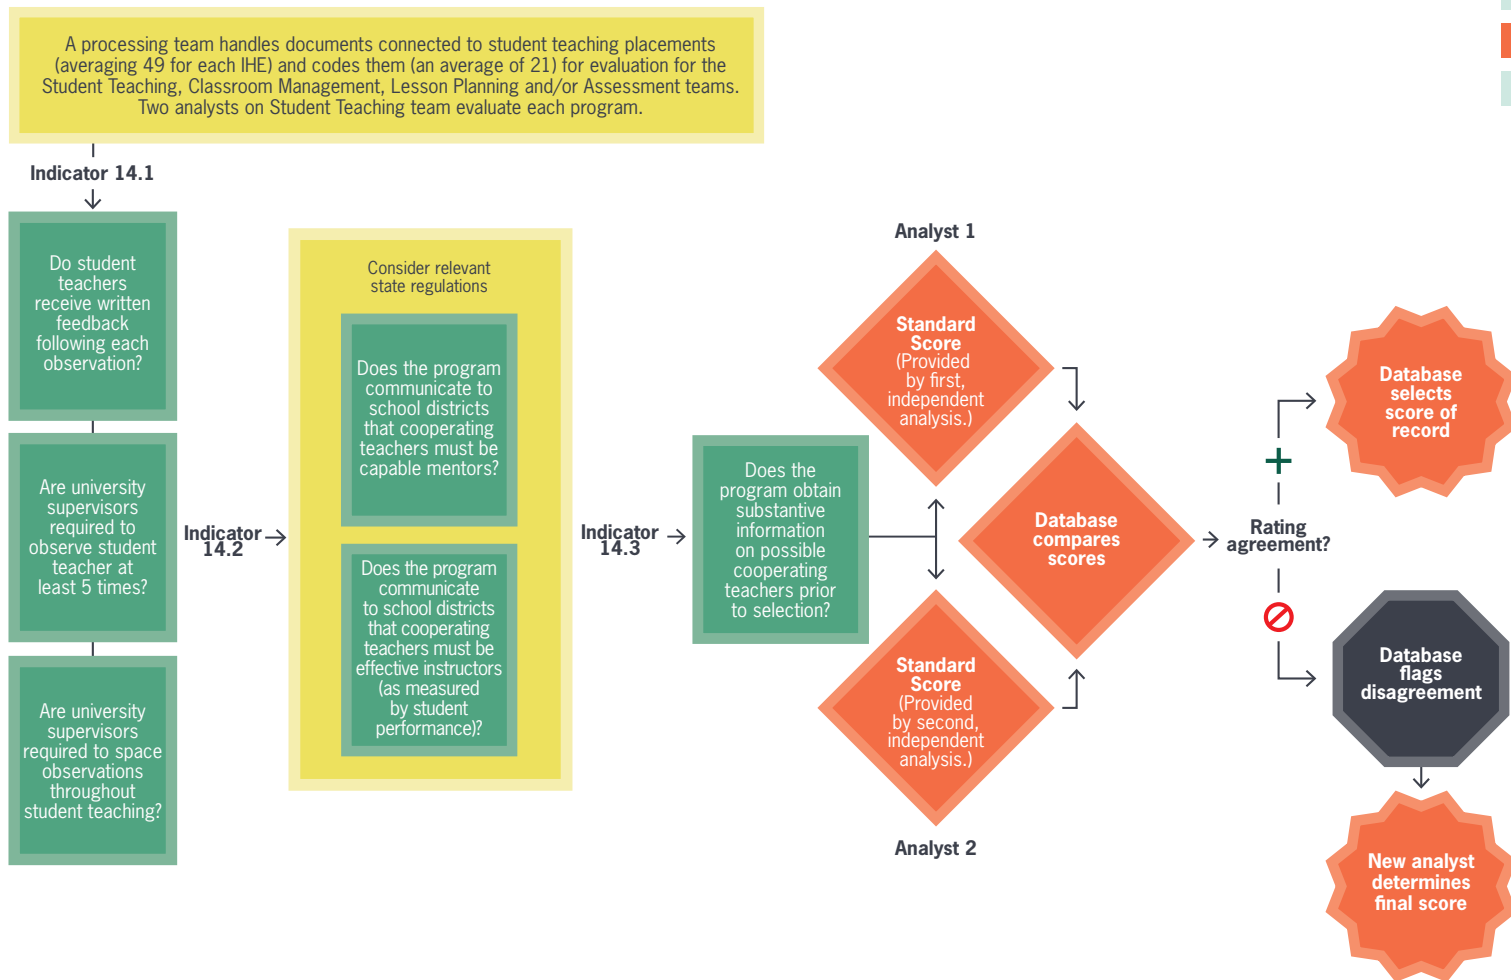 A processing team handles documents connected to student teaching placements
(averaging 49 for each IHE) and codes them (an average of 21) for evaluation for the
Student Teaching, Classroom Management, Lesson Planning and/or Assessment teams.
Two analysts on Student Teaching team evaluate each program.
Indicator 14.1
Do student
teachers
receive written
feedback
following each
observation?
Are university
supervisors
required to
observe student
teacher at
least 5 times?
Are university
supervisors
required to space
observations
throughout
student teaching?
Indicator
14.2
Consider relevant
state regulations
Does the program
communicate to
school districts
that cooperating
teachers must be
capable mentors?
Does the program
communicate
to school districts
that cooperating
teachers must be
effective instructors
(as measured
by student
performance)?
Indicator
14.3
Does the
program obtain
substantive
information
on possible
cooperating
teachers prior
to selection?
Analyst 1
Standard
Score
(Provided
by first,
independent
analysis.)
Standard
Score
(Provided
by second,
independent
analysis.)
Analyst 2
Database
compares
scores
Rating
agreement?
Database
selects
score of
record
Database
flags
disagreement
New analyst
determines
final score